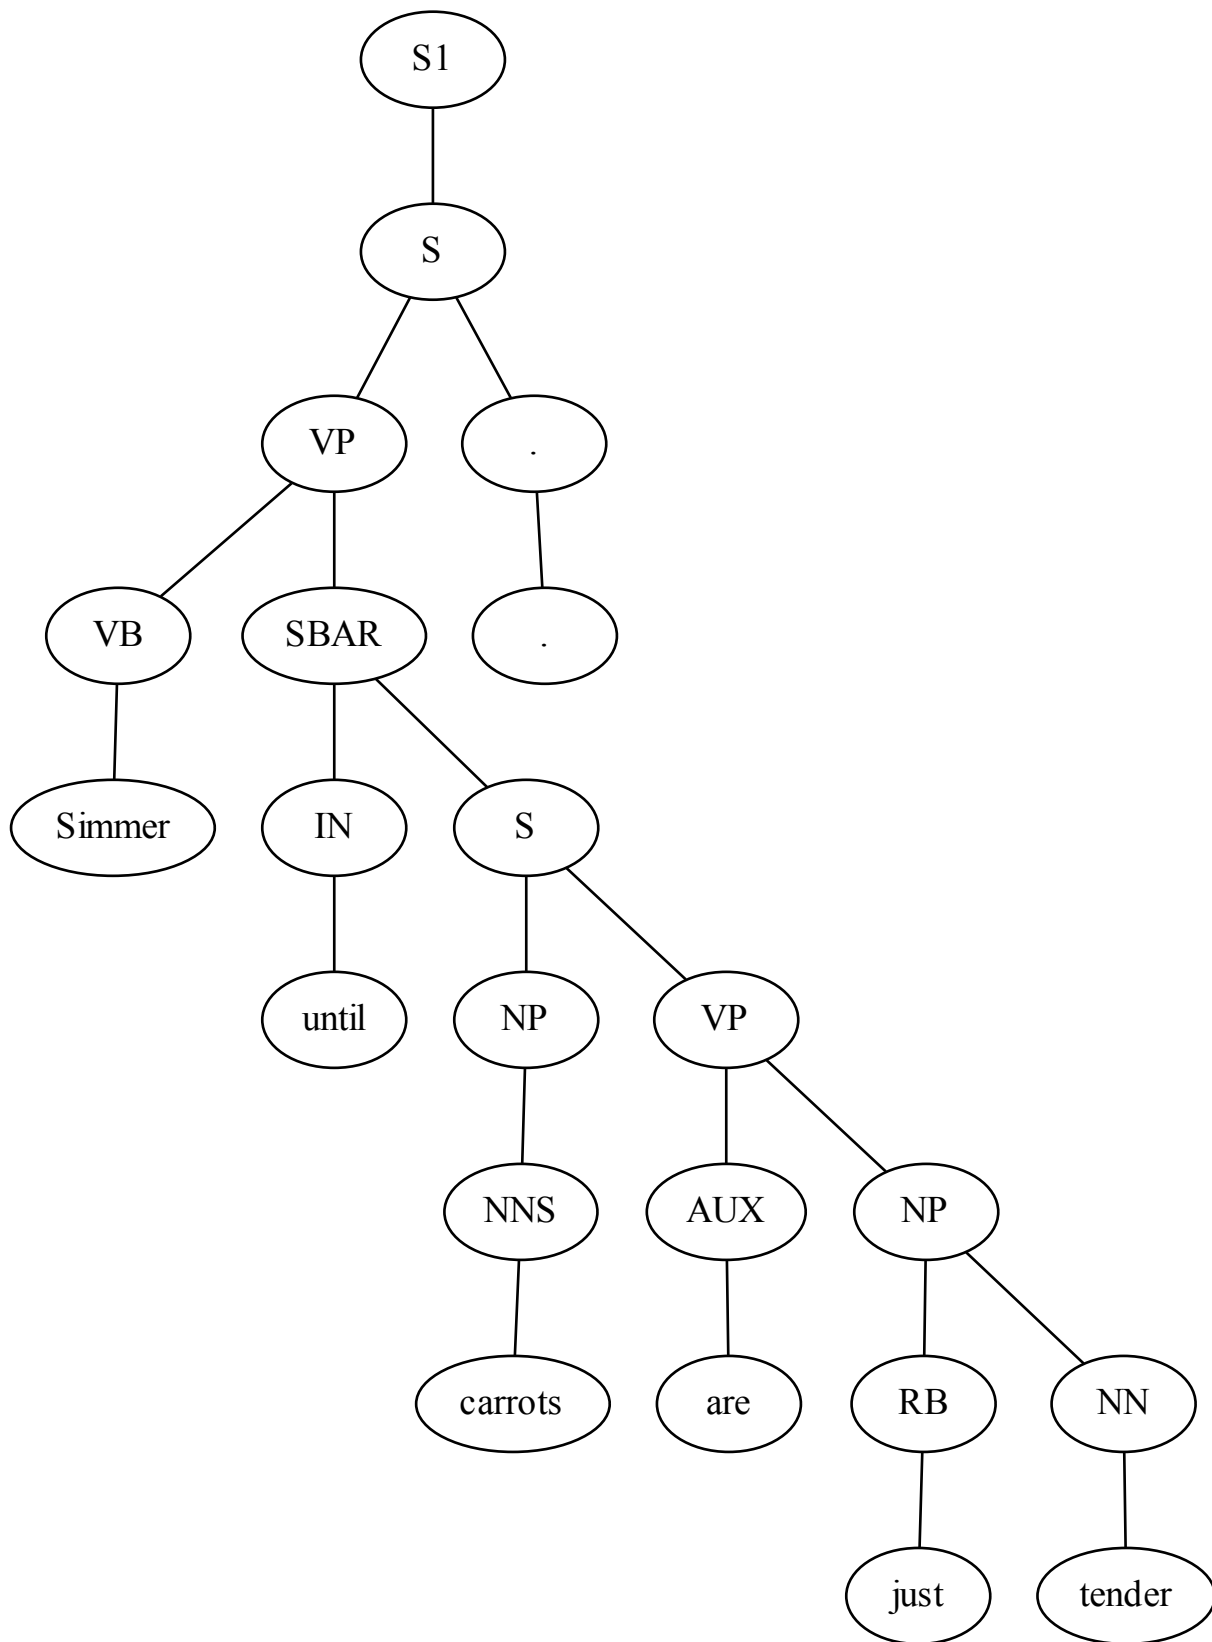 S1
S
VP .
VB SBAR .
Simmer IN S
until NP VP
NNS AUX NP
carrots are RB NN
just tender